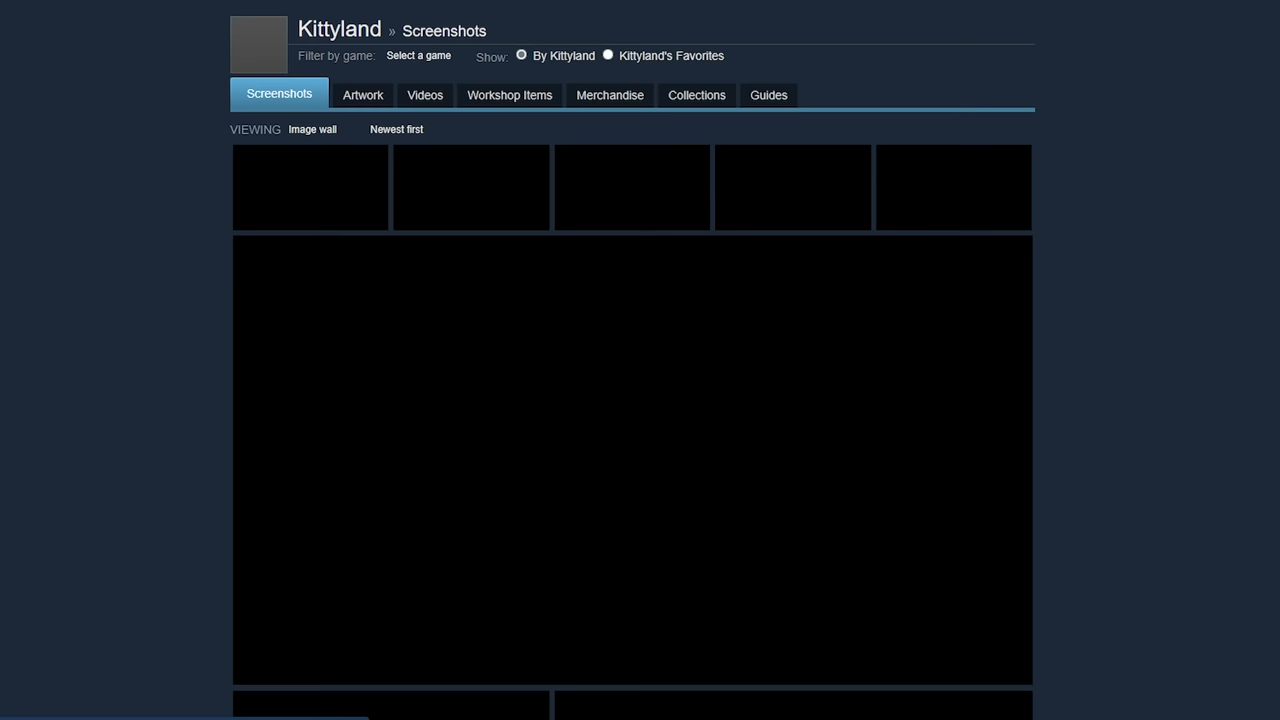 Kittyland » Screenshots
Filter by game: Select a game Show: By Kittyland Kittyland's Favorites
Screenshots Artwork Videos Workshop Items Merchandise Collections Guides
VIEWING Image wall Newest first